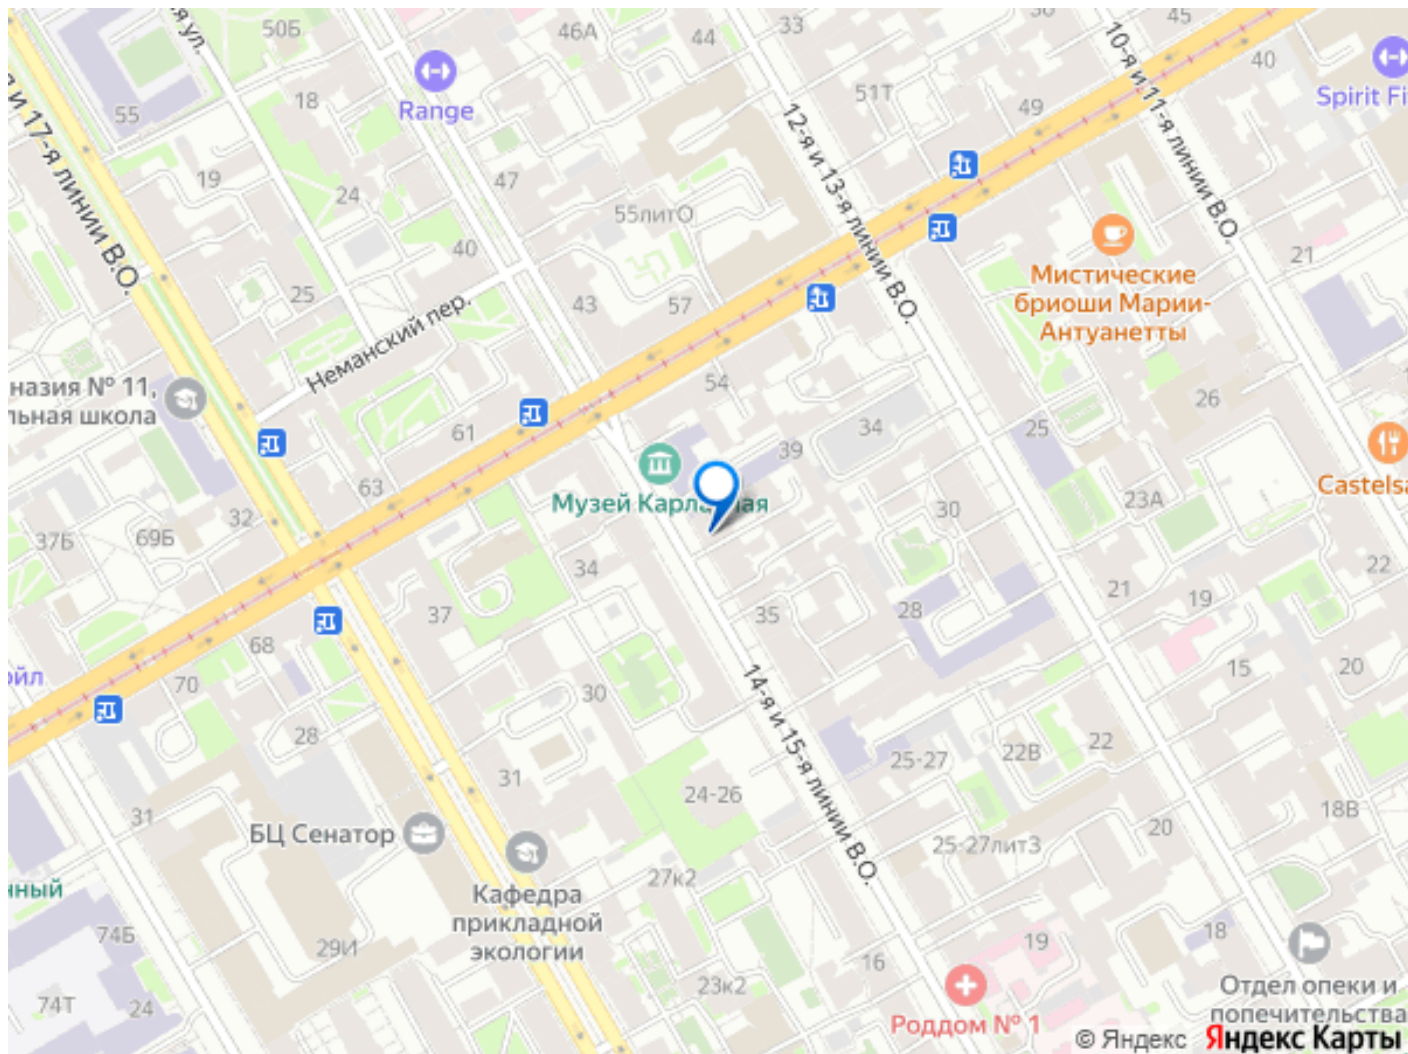 50Б
46А
44
33
45
40
Range
18
55
51Т
49
Spirit Fi
10-я и 11-я линии В.О.
12-я и 13-я линии В.О.
и 17-я линии В.О.
19
24
47
55литО
40
25
43
57
21
Мистические
бриоши Марии-
Антуанетты
Неманский пер.
назия № 11,
льная школа
54
61
34
39
26
25
63
Музей Карла
ая
Castelsa
23А
32
37Б
69Б
30
34
22
37
35
28
21
19
68
15
20
ойл
70
30
14-я и 15-я линии В.О.
28
31
25-27
22В
22
24-26
31
18В
БЦ Сенатор
20
25-27лит3
Кафедра
прикладной
экологии
нный
27к2
74Б
29И
19
18
16
23к2
74Т
24
Роддом № 1
Отдел опеки и
попечительства
© Яндекс Яндекс Карты